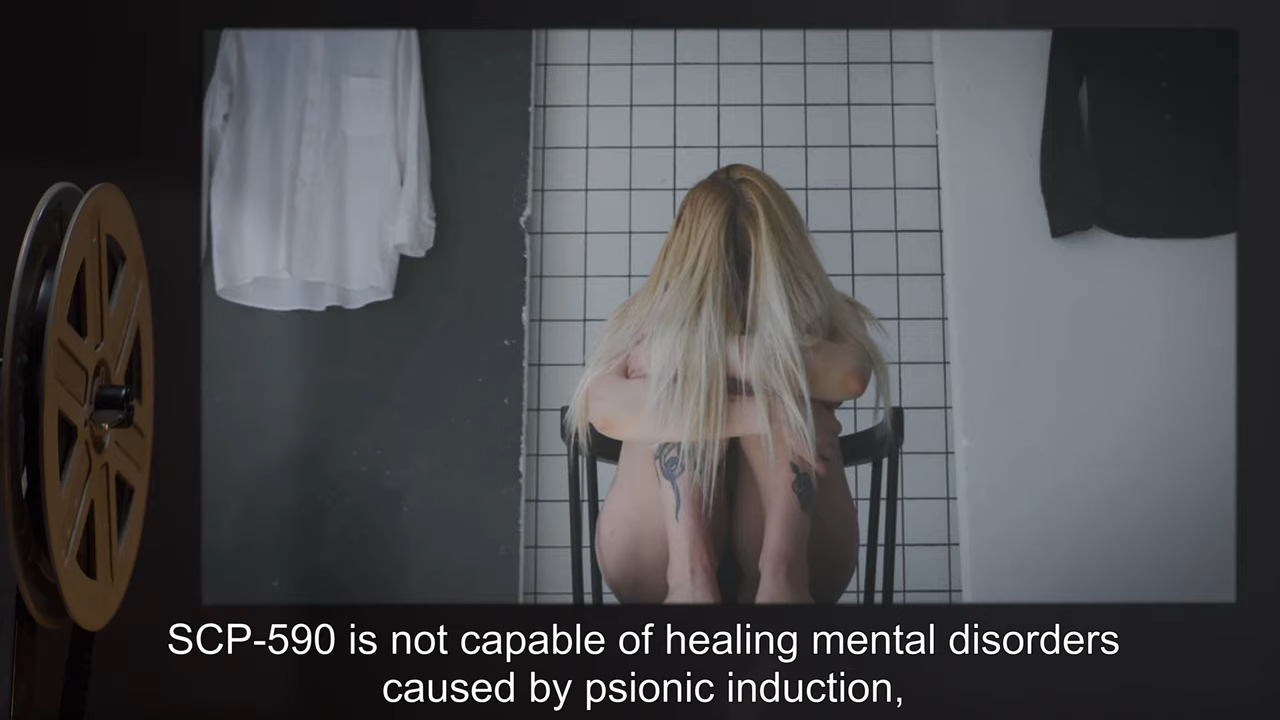 SCP-590 is not capable of healing mental disorders
caused by psionic induction,